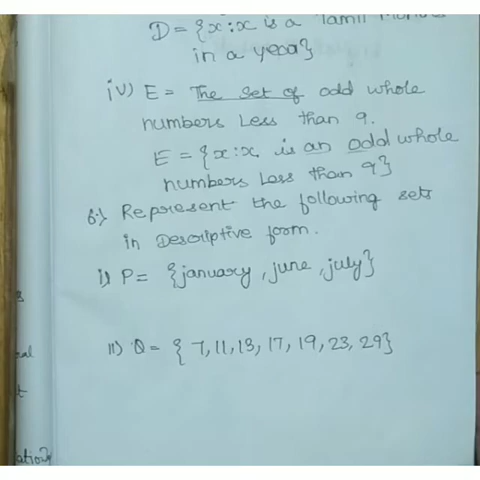 D = {x : x is a Tamil
in a year}
iv) E = The set of odd whole
numbers Less than 9.
E = {x : x is an odd whole
numbers Less than 9}
6.) Represent the following sets
in Descriptive form.
i) P = {january, june, july}
ii) Q = { 7, 11, 13, 17, 19, 23, 29}